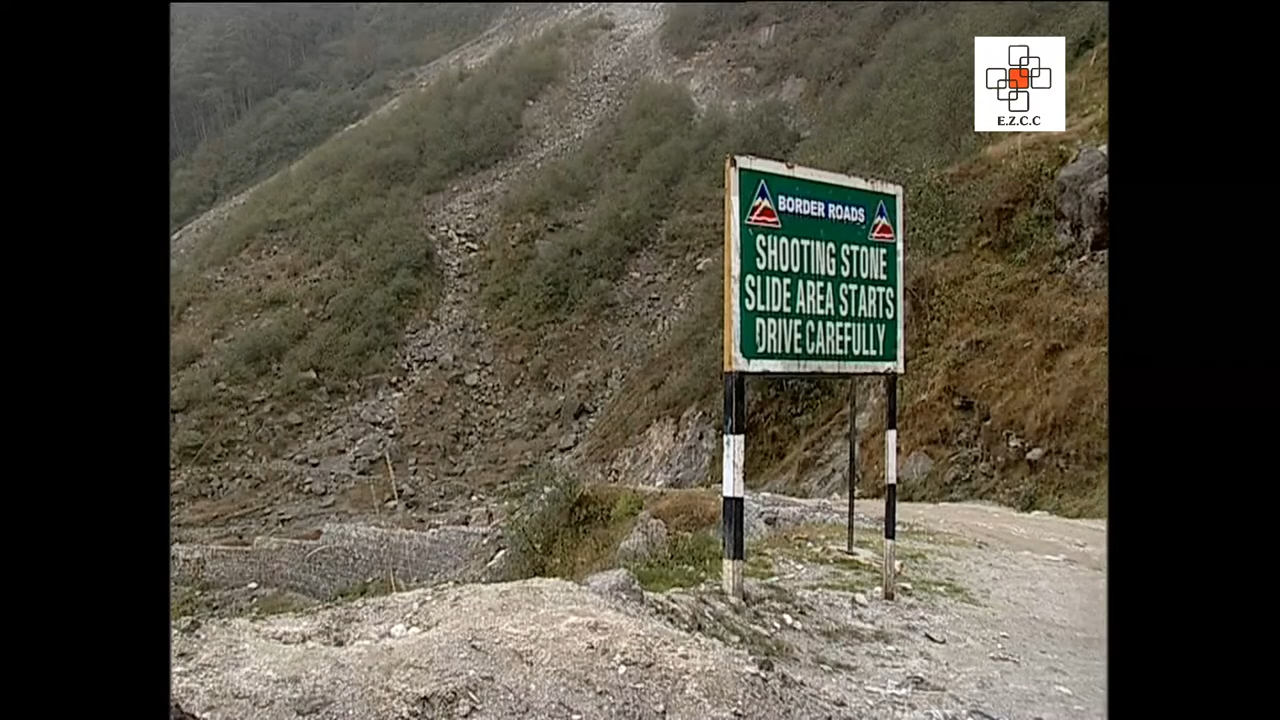 E.Z.C.C
BORDER ROADS
SHOOTING STONE
SLIDE AREA STARTS
DRIVE CAREFULLY